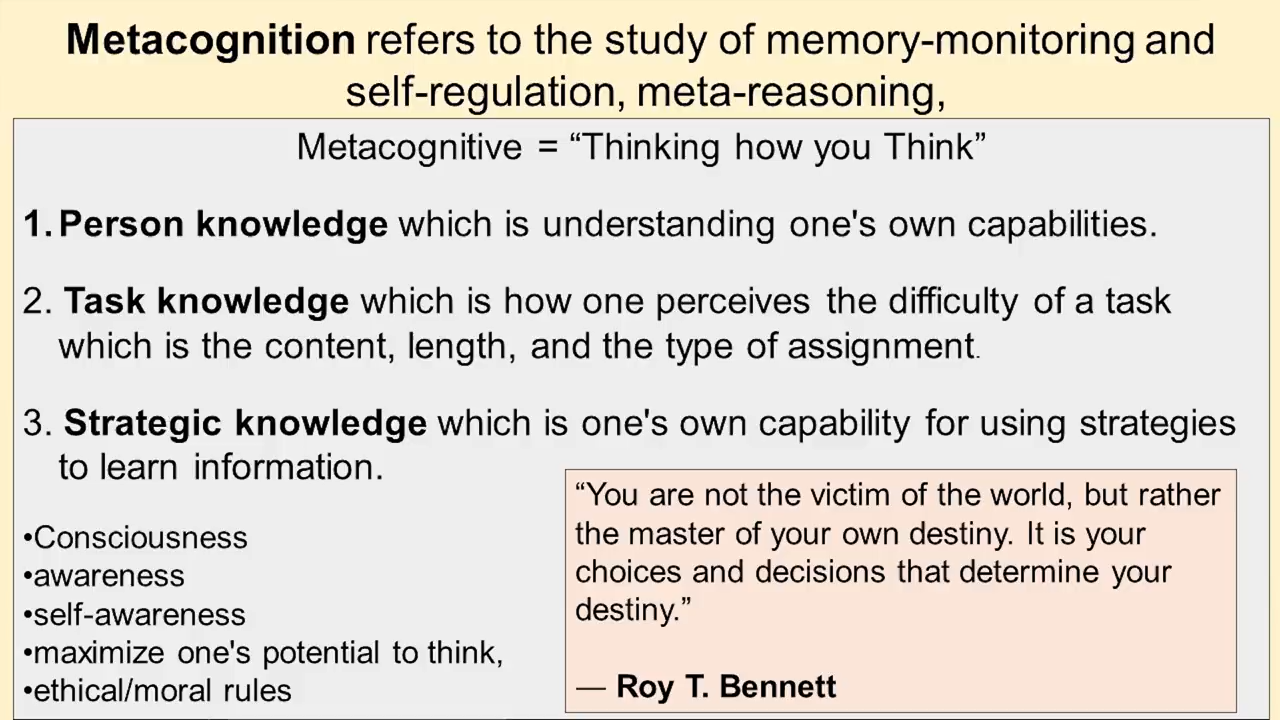 Metacognition refers to the study of memory-monitoring and
self-regulation, meta-reasoning,
Metacognitive = “Thinking how you Think”
1. Person knowledge which is understanding one's own capabilities.
2. Task knowledge which is how one perceives the difficulty of a task
which is the content, length, and the type of assignment.
3. Strategic knowledge which is one's own capability for using strategies
to learn information.
•Consciousness
•awareness
•self-awareness
•maximize one's potential to think,
•ethical/moral rules
“You are not the victim of the world, but rather
the master of your own destiny. It is your
choices and decisions that determine your
destiny.”
— Roy T. Bennett